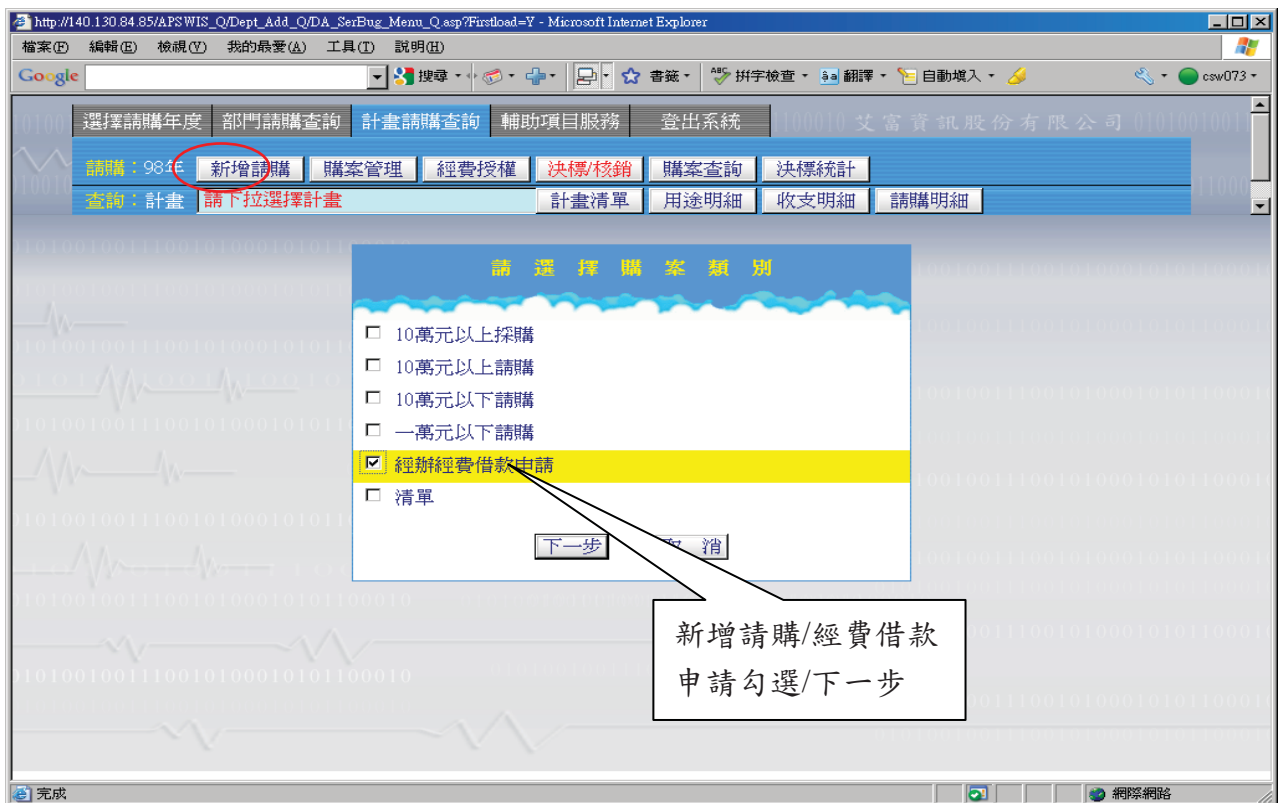 http://140.130.84.85/APSWIS_Q/Dept_Add_Q/DA_SerBug_Menu_Q.asp?Firstload=Y - Microsoft Internet Explorer
檔案(F) 編輯(E) 檢視(V) 我的最愛(A) 工具(T) 說明(H)
Google 搜尋 書籤 ABC 拼字檢查 翻譯 自動填入 csw073
選擇請購年度 部門請購查詢 計畫請購查詢 輔助項目服務 登出系統 艾富資訊股份有限公司
請購：98年 新增請購 購案管理 經費授權 決標/核銷 購案查詢 決標統計
查詢：計畫 請下拉選擇計畫 計畫清單 用途明細 收支明細 請購明細
請選擇購案類別
10萬元以上採購
10萬元以上請購
10萬元以下請購
一萬元以下請購
經辦經費借款申請
清單
下一步 取消
新增請購/經費借款
申請勾選/下一步
完成 網際網路